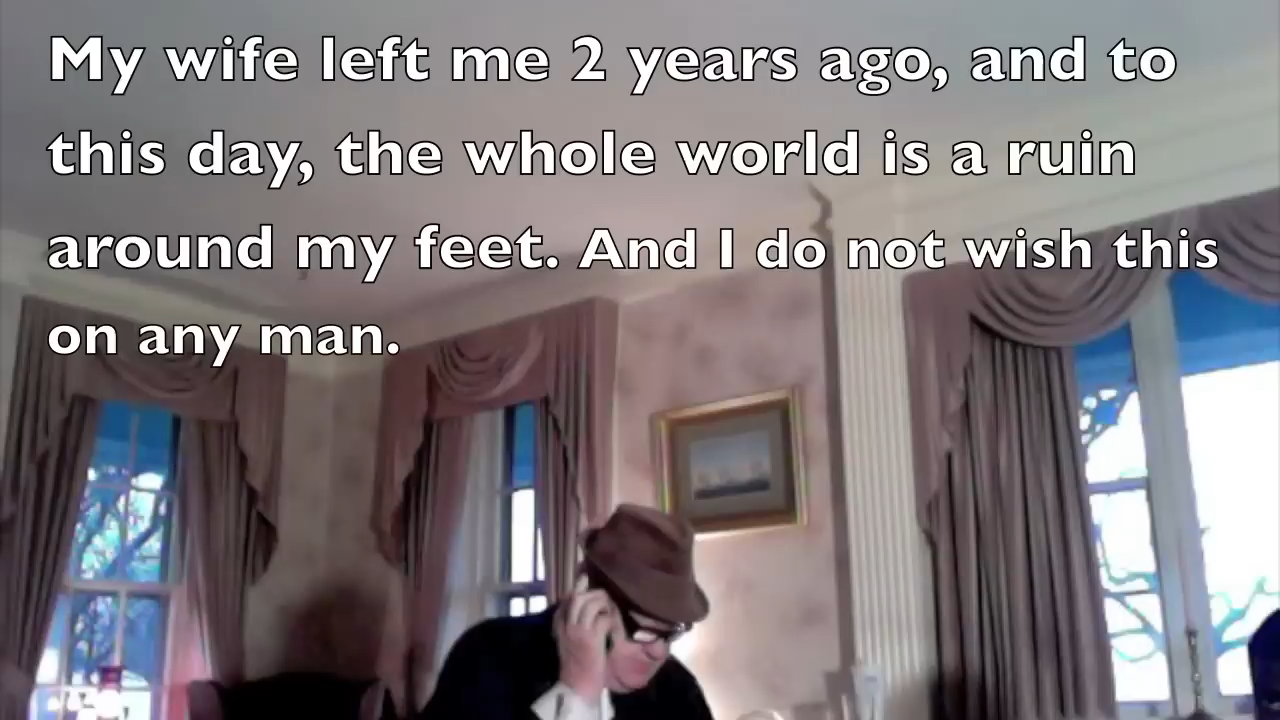 My wife left me 2 years ago, and to
this day, the whole world is a ruin
around my feet. And I do not wish this
on any man.